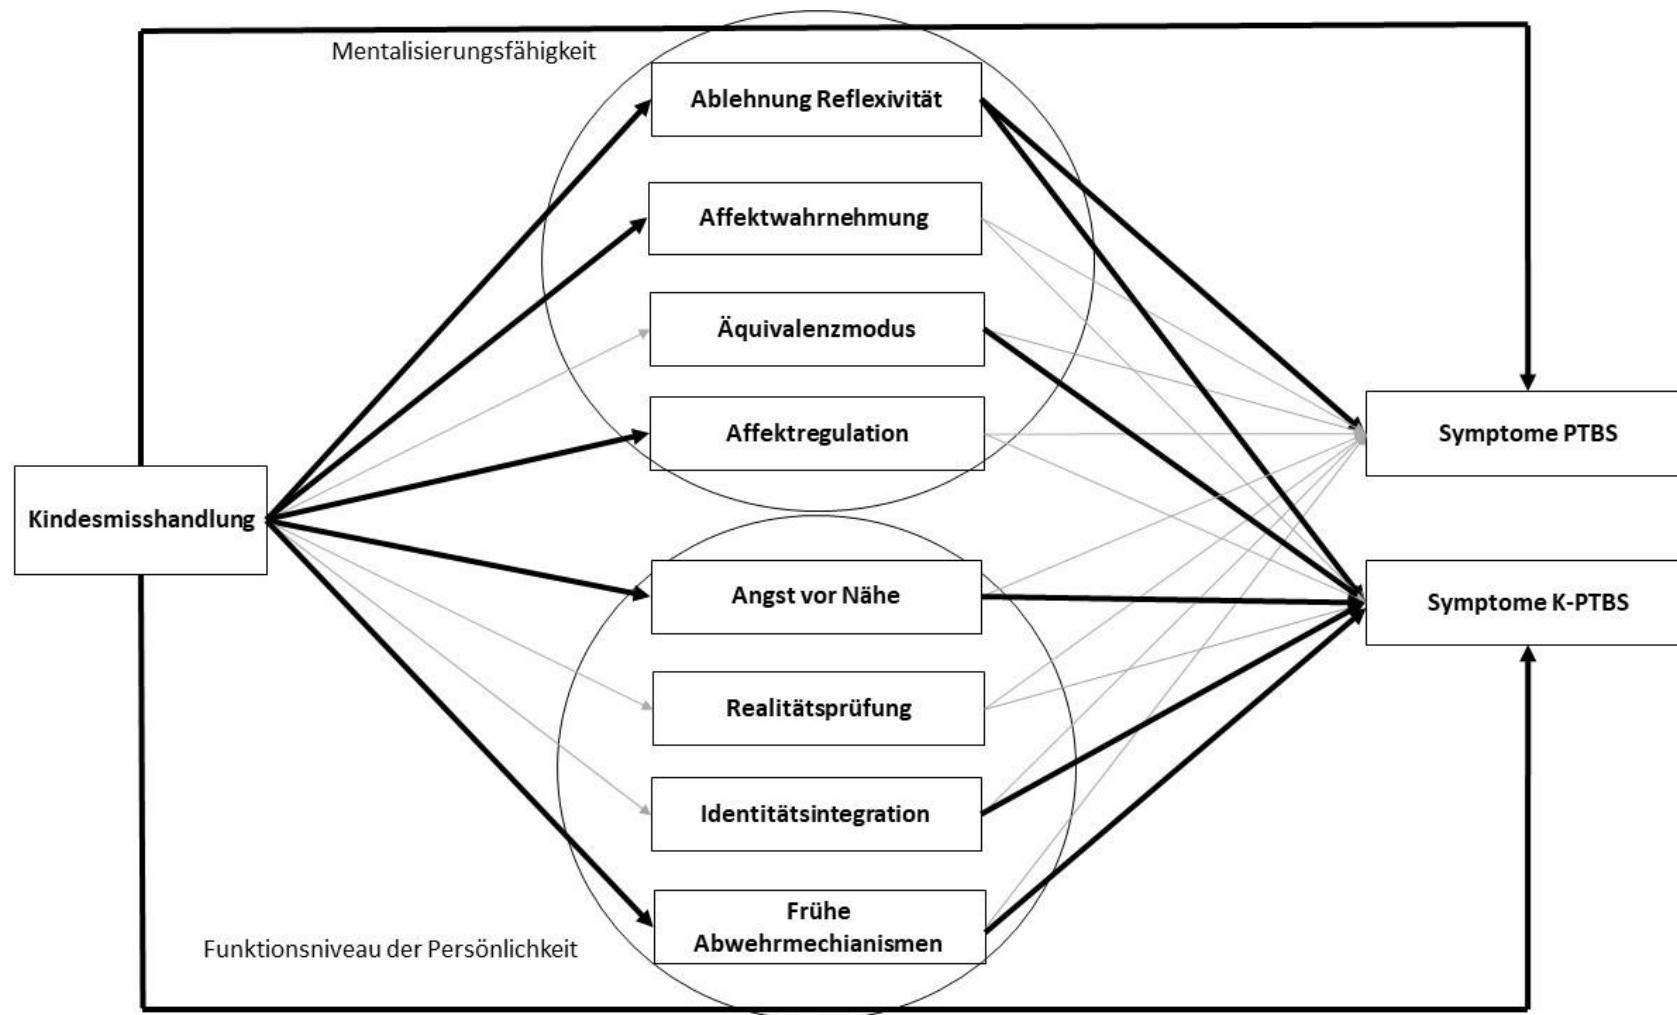 Mentalisierungsfähigkeit
Ablehnung Reflexivität
Affektwahrnehmung
Äquivalenzmodus
Affektregulation
Symptome PTBS
Kindesmisshandlung
Angst vor Nähe
Symptome K-PTBS
Realitätsprüfung
Identitätsintegration
Frühe
Abwehrmechianismen
Funktionsniveau der Persönlichkeit